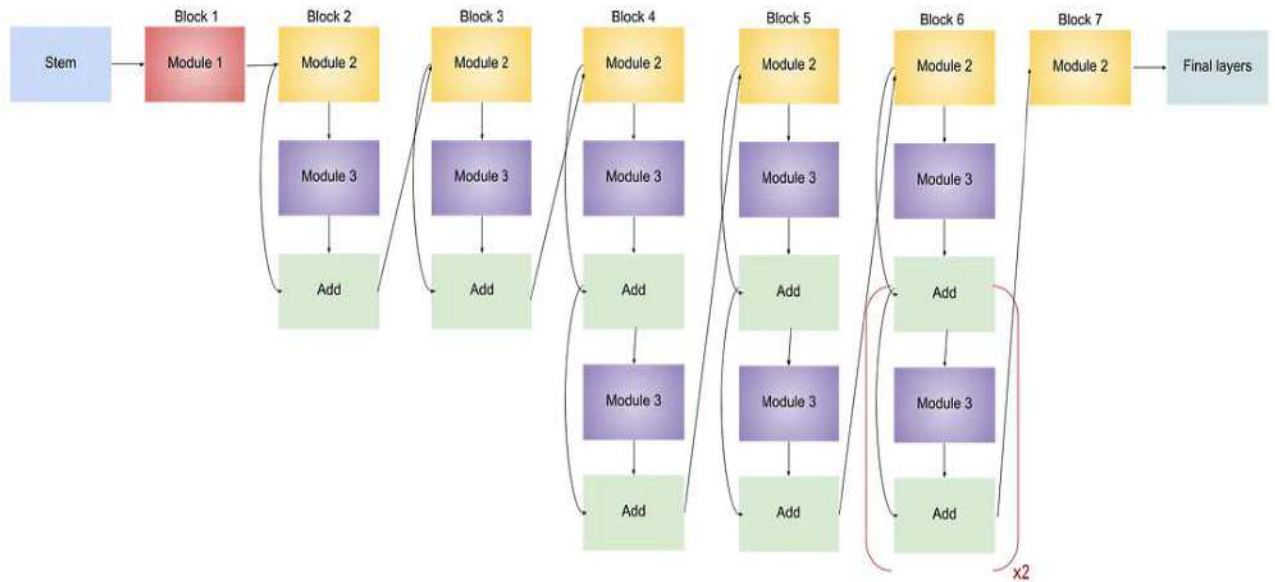 Block 1
Block 2
Block 3
Block 4
Block 5
Block 6
Block 7
Stem
Module 1
Module 2
Module 2
Module 2
Module 2
Module 2
Module 2
Final layers
Module 3
Module 3
Module 3
Module 3
Module 3
Add
Add
Add
Add
Add
Module 3
Module 3
Module 3
Add
Add
Add
x2